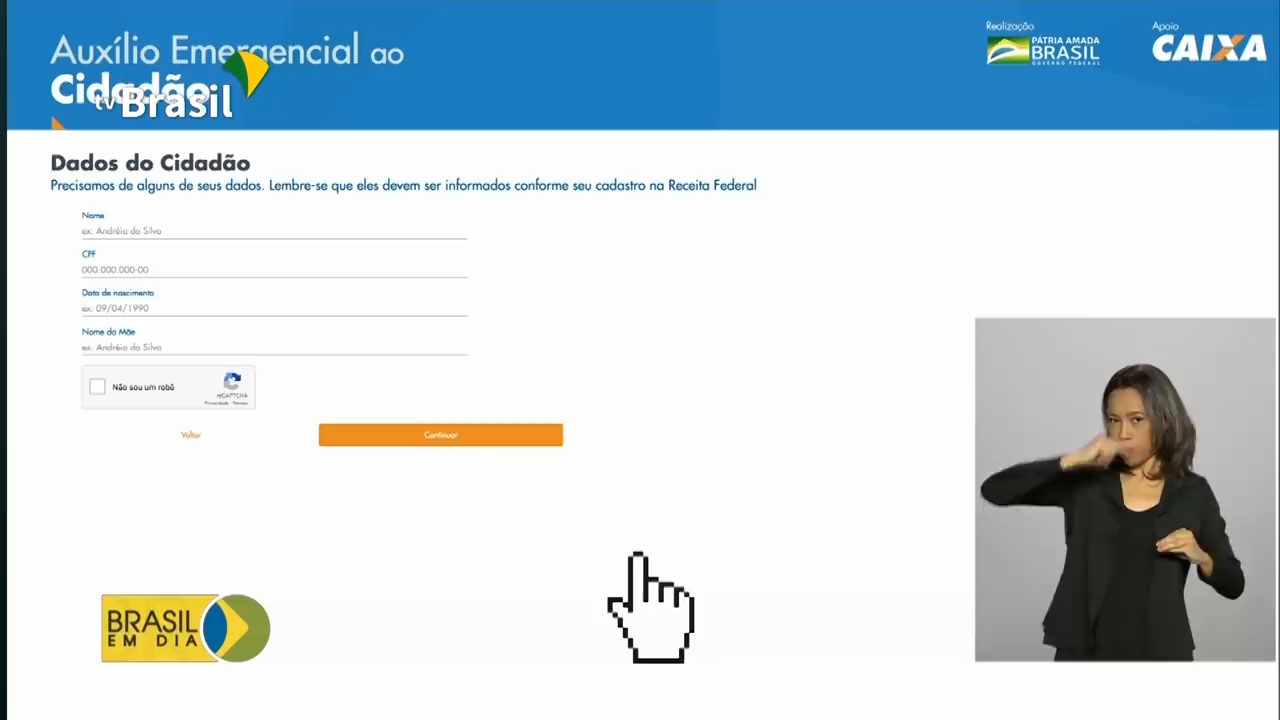 Auxílio Emergencial ao
Cidadão
tv Brasil
Realização
PÁTRIA AMADA
BRASIL
GOVERNO FEDERAL
Apoio
CAIXA
Dados do Cidadão
Precisamos de alguns de seus dados. Lembre-se que eles devem ser informados conforme seu cadastro na Receita Federal
Nome
ex: Andréia da Silva
CPF
000.000.000-00
Data de nascimento
ex: 09/04/1990
Nome da Mãe
ex: Andréia da Silva
Não sou um robô
reCAPTCHA
Privacidade - Termos
Voltar
Continuar
BRASIL
EM DIA